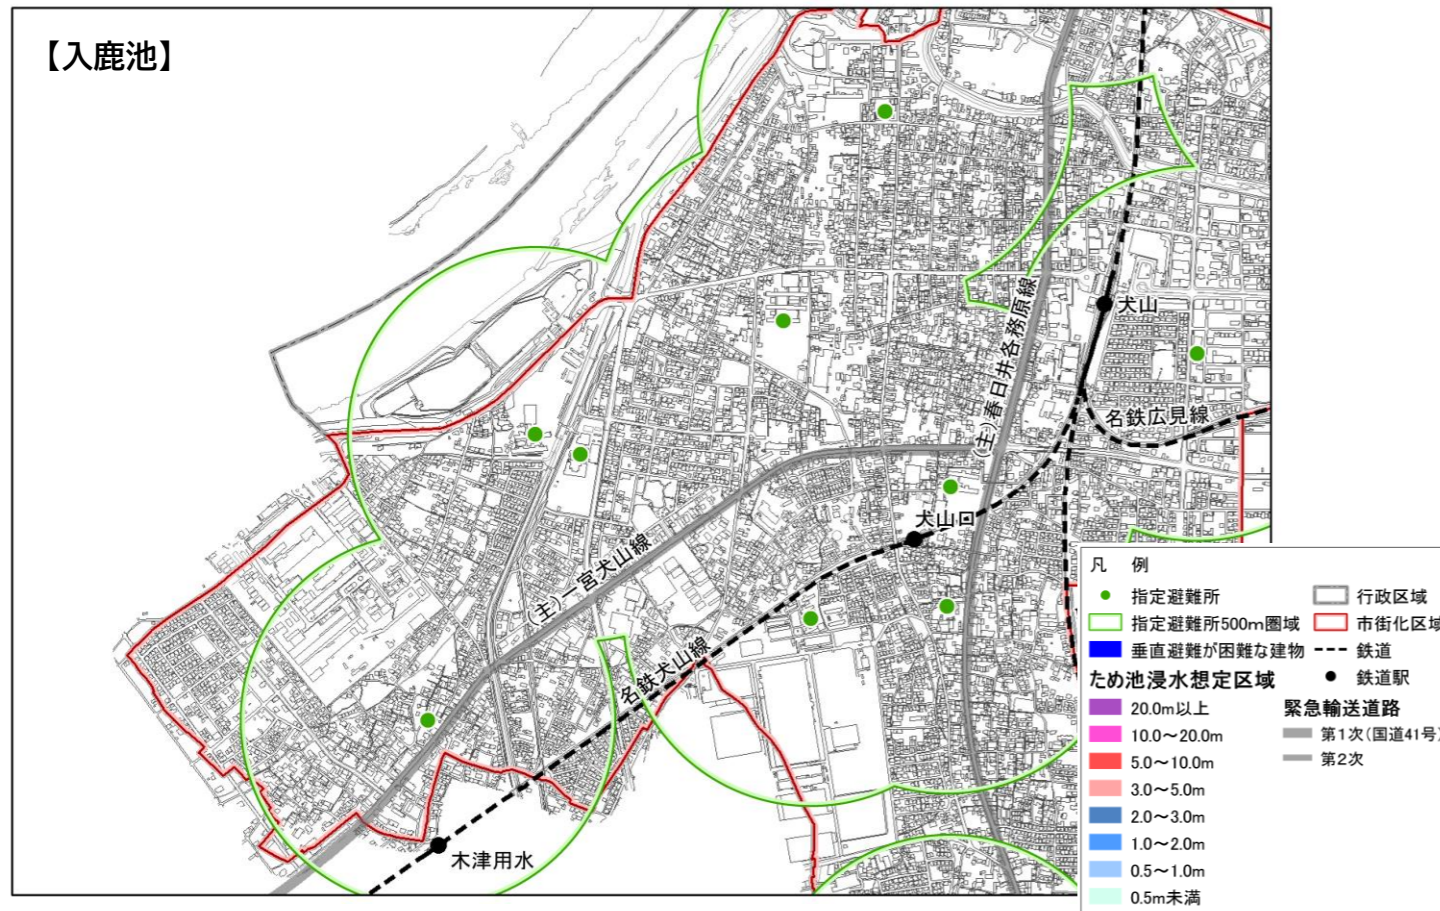 【入鹿池】
犬山
(主)春日井各務原線
名鉄広見線
犬山口
(主)一宮犬山線
名鉄犬山線
木津用水
凡 例
指定避難所
行政区域
指定避難所500m圏域
市街化区域
垂直避難が困難な建物
鉄道
ため池浸水想定区域
鉄道駅
20.0m以上
緊急輸送道路
10.0～20.0m
第1次(国道41号)
5.0～10.0m
第2次
3.0～5.0m
2.0～3.0m
1.0～2.0m
0.5～1.0m
0.5m未満